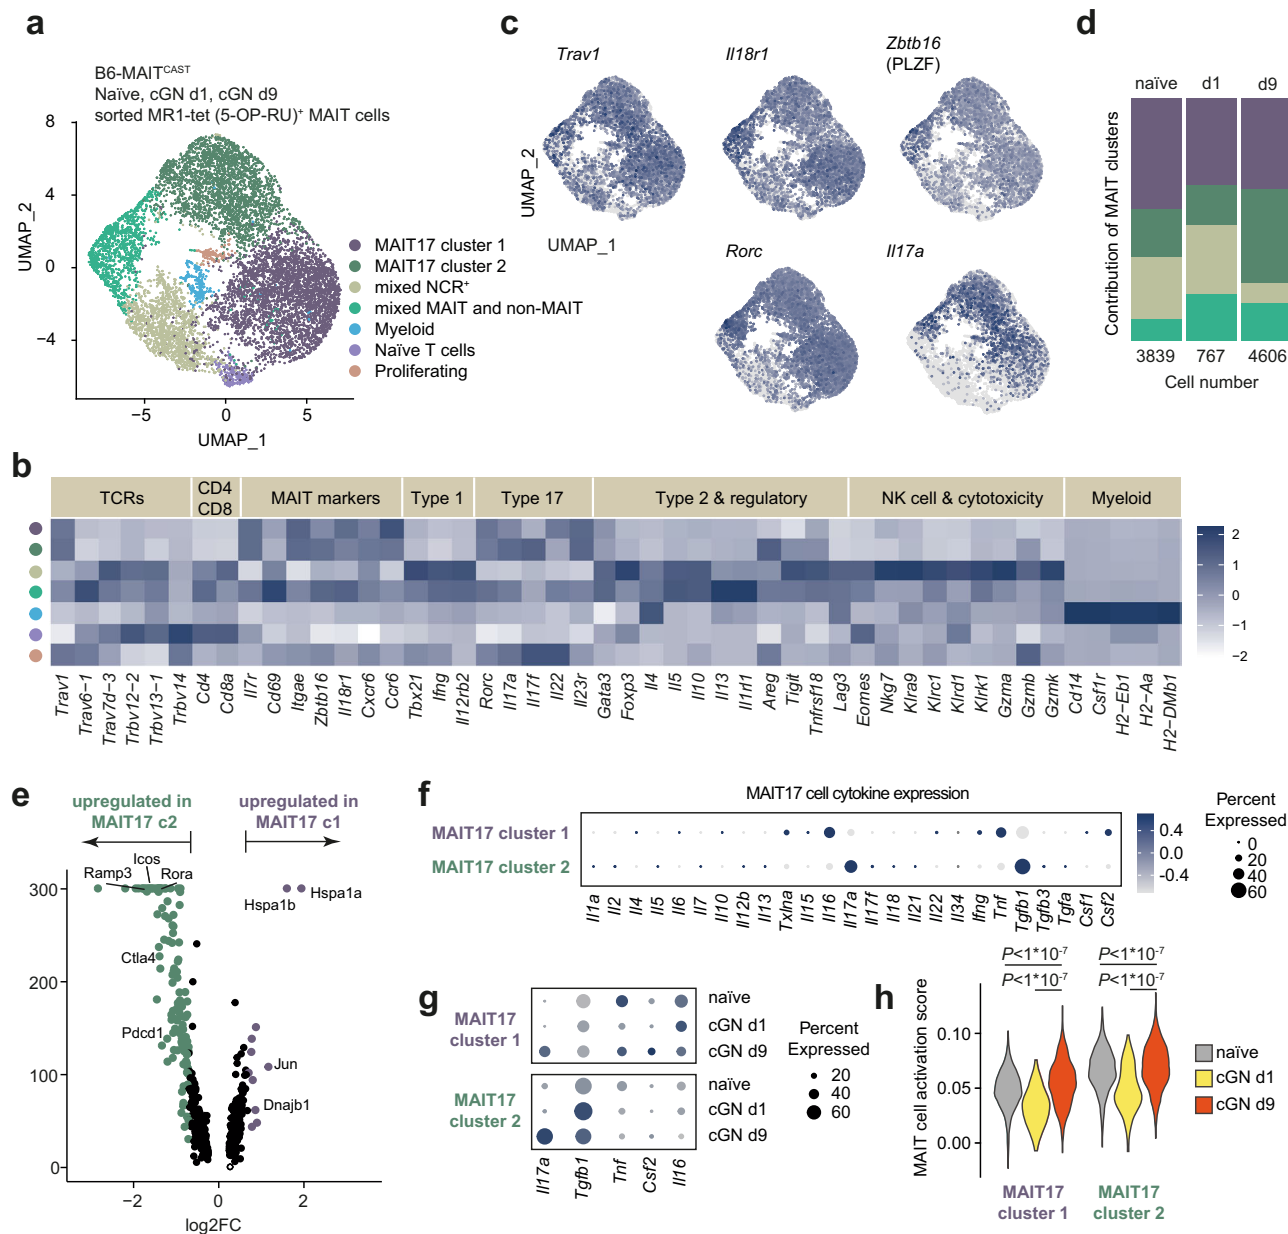 a
B6-MAITCAST
Naïve, cGN d1, cGN d9
sorted MR1-tet (5-OP-RU)+ MAIT cells
8
4
0
−4
UMAP_2
−5
0
5
UMAP_1
MAIT17 cluster 1
MAIT17 cluster 2
mixed NCR+
mixed MAIT and non-MAIT
Myeloid
Naïve T cells
Proliferating
c
Trav1
Il18r1
Zbtb16
(PLZF)
UMAP_2
UMAP_1
Rorc
Il17a
d
naïve
d1
d9
Contribution of MAIT clusters
3839
767
4606
Cell number
b
TCRs
CD4
CD8
MAIT markers
Type 1
Type 17
Type 2 & regulatory
NK cell & cytotoxicity
Myeloid
2
1
0
−1
−2
Trav1
Trav6−1
Trav7d−3
Trbv12−2
Trbv13−1
Trbv14
Cd4
Cd8a
Il7r
Cd69
Itgae
Zbtb16
Il18r1
Cxcr6
Ccr6
Tbx21
Ifng
Il12rb2
Rorc
Il17a
Il17f
Il22
Il23r
Gata3
Foxp3
Il4
Il5
Il10
Il13
Il1rl1
Areg
Tigit
Tnfrsf18
Lag3
Eomes
Nkg7
Klra9
Klrc1
Klrd1
Klrk1
Gzma
Gzmb
Gzmk
Cd14
Csf1r
H2−Eb1
H2−Aa
H2−DMb1
e
upregulated in
MAIT17 c2
upregulated in
MAIT17 c1
Icos
Ramp3
Rora
Hspa1a
Hspa1b
Ctla4
Pdcd1
Jun
Dnajb1
300
200
100
0
−2
0
2
log2FC
f
MAIT17 cell cytokine expression
MAIT17 cluster 1
MAIT17 cluster 2
0.4
0.0
−0.4
Percent
Expressed
0
20
40
60
Il1a
Il2
Il4
Il5
Il6
Il7
Il10
Il12b
Il13
Txlna
Il15
Il16
Il17a
Il17f
Il18
Il21
Il22
Il34
Ifng
Tnf
Tgfb1
Tgfb3
Tgfa
Csf1
Csf2
g
MAIT17
cluster 1
naïve
cGN d1
cGN d9
MAIT17
cluster 2
naïve
cGN d1
cGN d9
Il17a
Tgfb1
Tnf
Csf2
Il16
Percent
Expressed
20
40
60
h
P<1*10-7
P<1*10-7
P<1*10-7
P<1*10-7
MAIT cell activation score
0.10
0.05
0.00
MAIT17
cluster 1
MAIT17
cluster 2
naïve
cGN d1
cGN d9